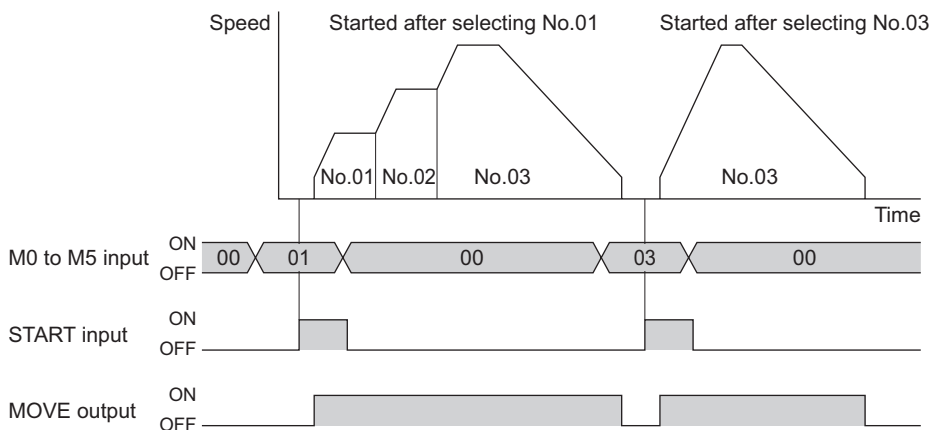 Speed Started after selecting No.01 Started after selecting No.03
No.01 No.02 No.03 No.03
Time
M0 to M5 input ON OFF 00 01 00 03 00
START input ON OFF
MOVE output ON OFF